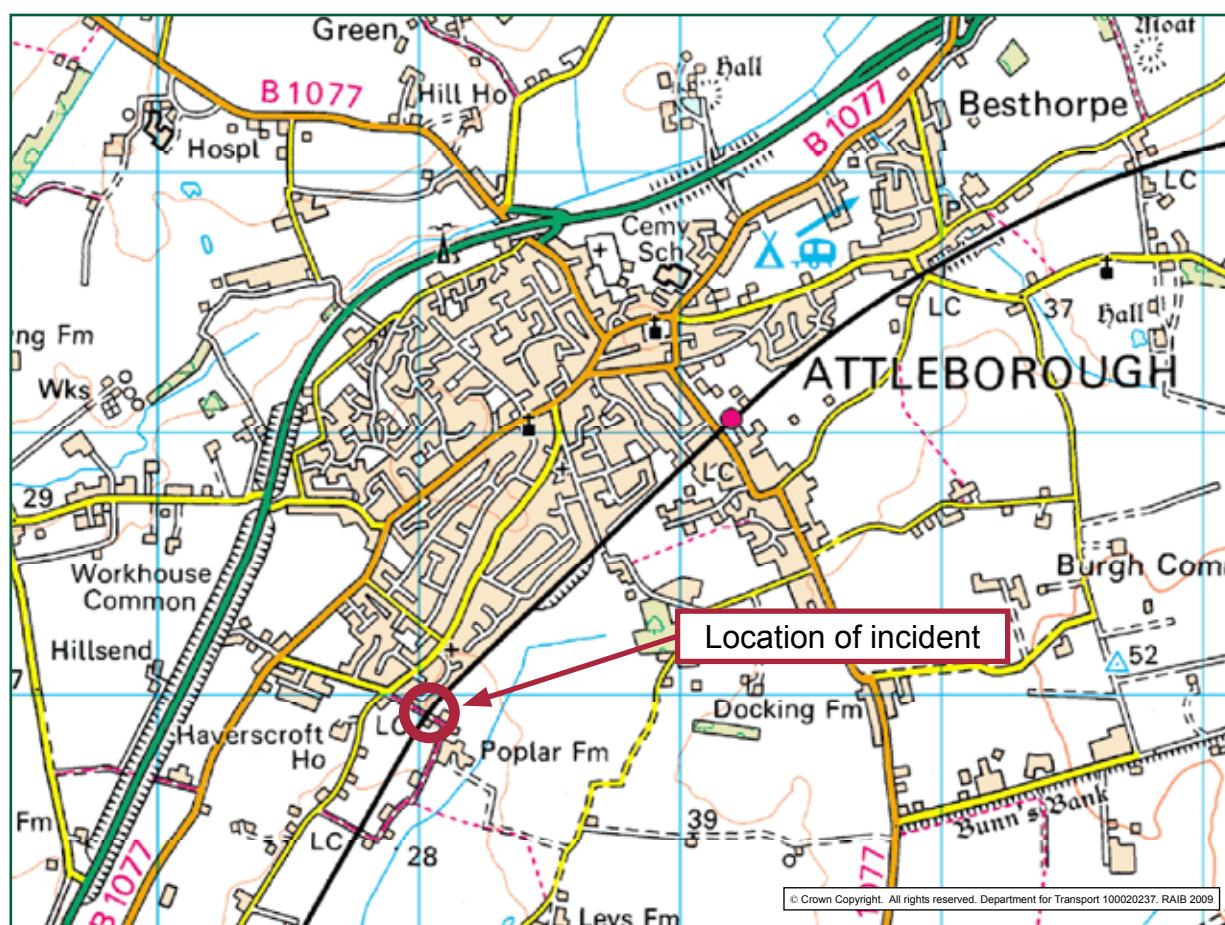 Green
Moat
B 1077
Hill Ho
Hall
Besthorpe
Hospl
B 1077
LC
Cemy
Sch
P
LC
37
Hall
Fm
ATTLEBOROUGH
Wks
LC
29
Workhouse
Common
Burgh
Location of incident
Hillsend
52
Haverscroft
Ho
LC
Poplar Fm
Docking Fm
Fm
LC
28
39
Bunn's Bank
B 1077
1077
Leys Fm
© Crown Copyright. All rights reserved. Department for Transport 100020237. RAIB 2009